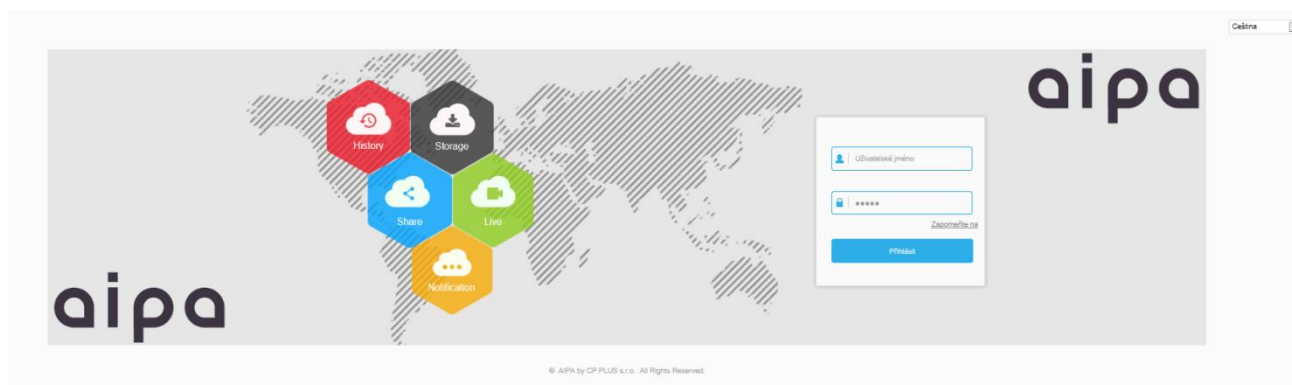 Čeština
aipa
History
Storage
Share
Live
Notification
Uživatelské jméno
Zapomeňte na
Přihlásit
aipa
© AIPA by CP PLUS s.r.o. All Rights Reserved.